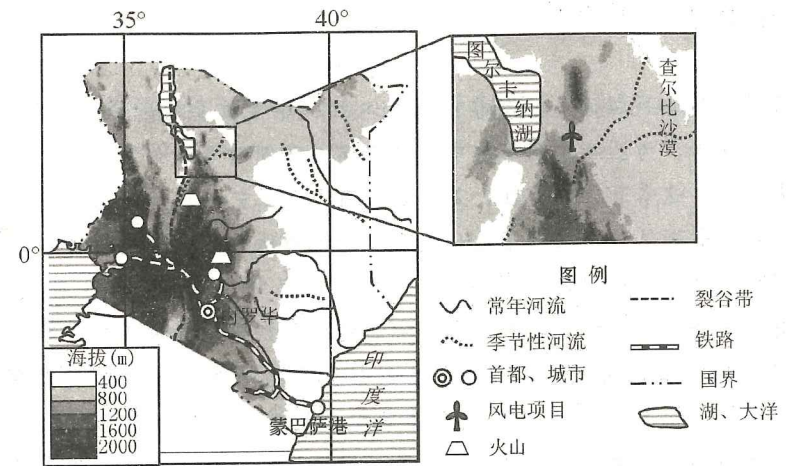 35° 40°
0°
图尔卡纳湖
查尔比沙漠
印度洋
蒙巴萨港
海拔(m)
400
800
1200
1600
2000
图例
常年河流
裂谷带
季节性河流
铁路
首都、城市
国界
风电项目
湖、大洋
火山